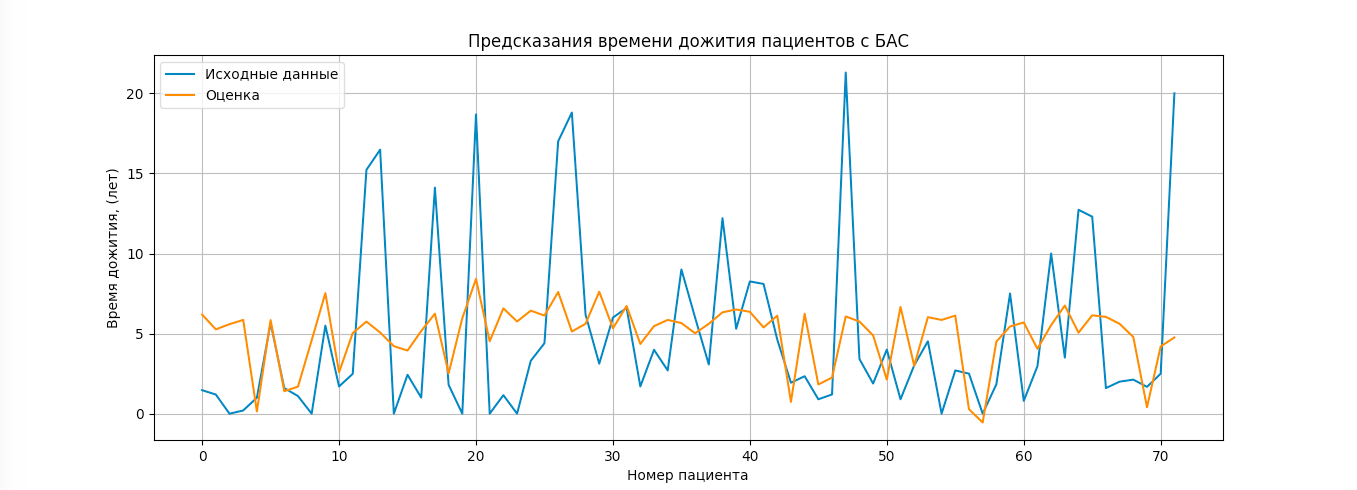 Предсказания времени дожития пациентов с БАС
Исходные данные
Оценка
Время дожития, (лет)
20
15
10
5
0
0 10 20 30 40 50 60 70
Номер пациента